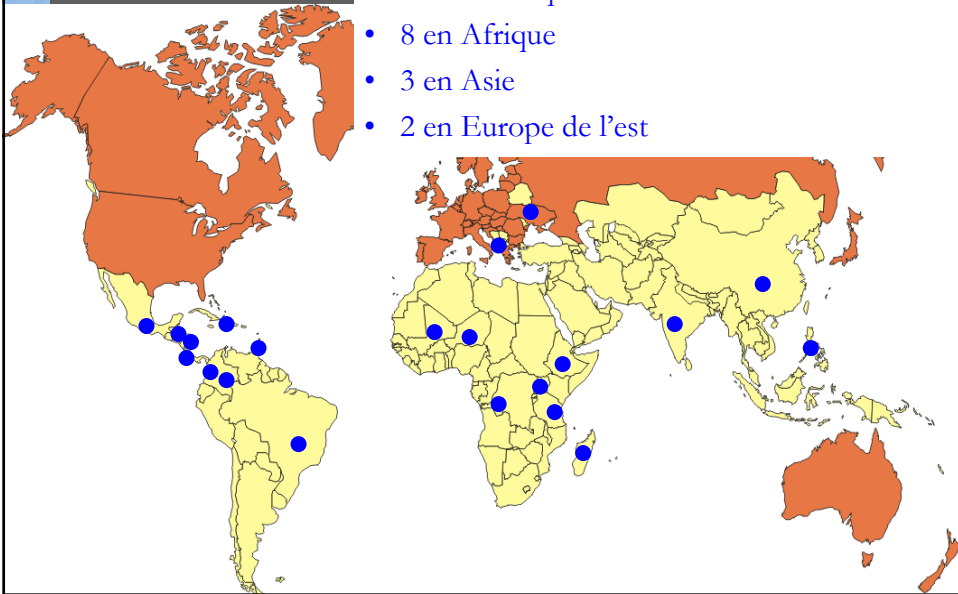 • 8 en Afrique
• 3 en Asie
• 2 en Europe de l’est